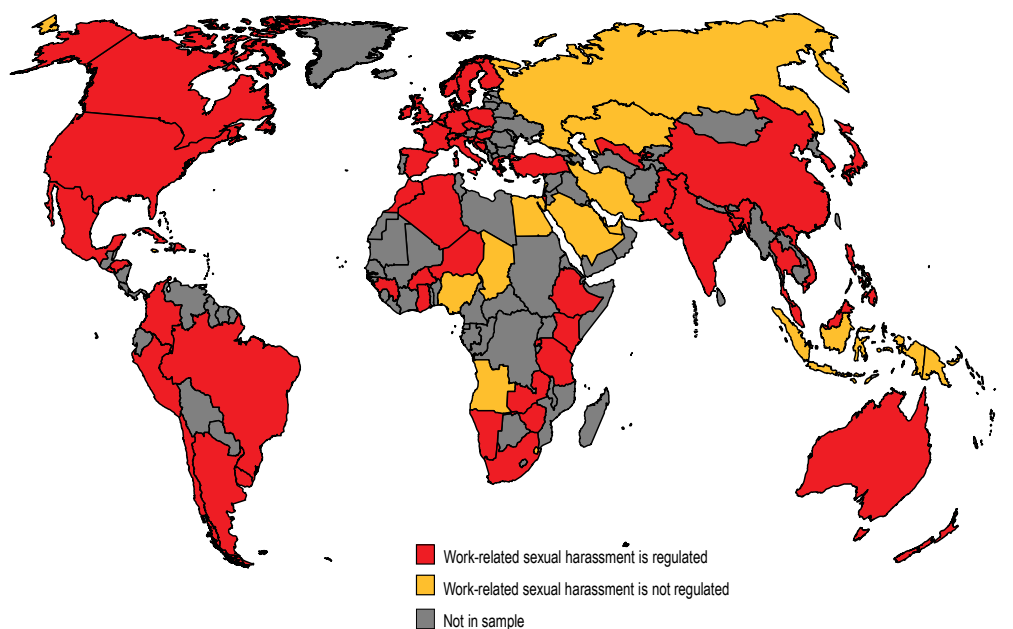 Work-related sexual harassment is regulated
Work-related sexual harassment is not regulated
Not in sample